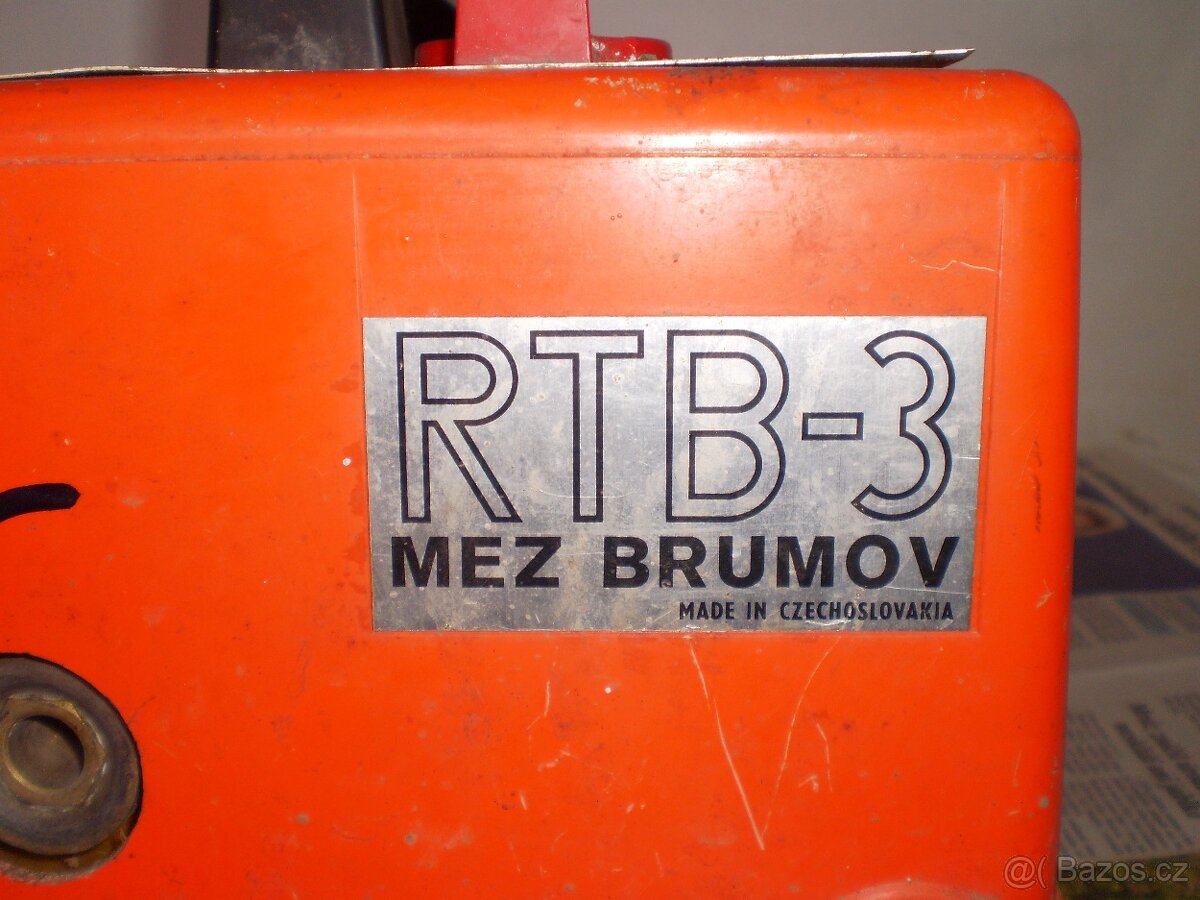 RTB-3
MEZ BRUMOV
MADE IN CZECHOSLOVAKIA
@( Bazos.cz